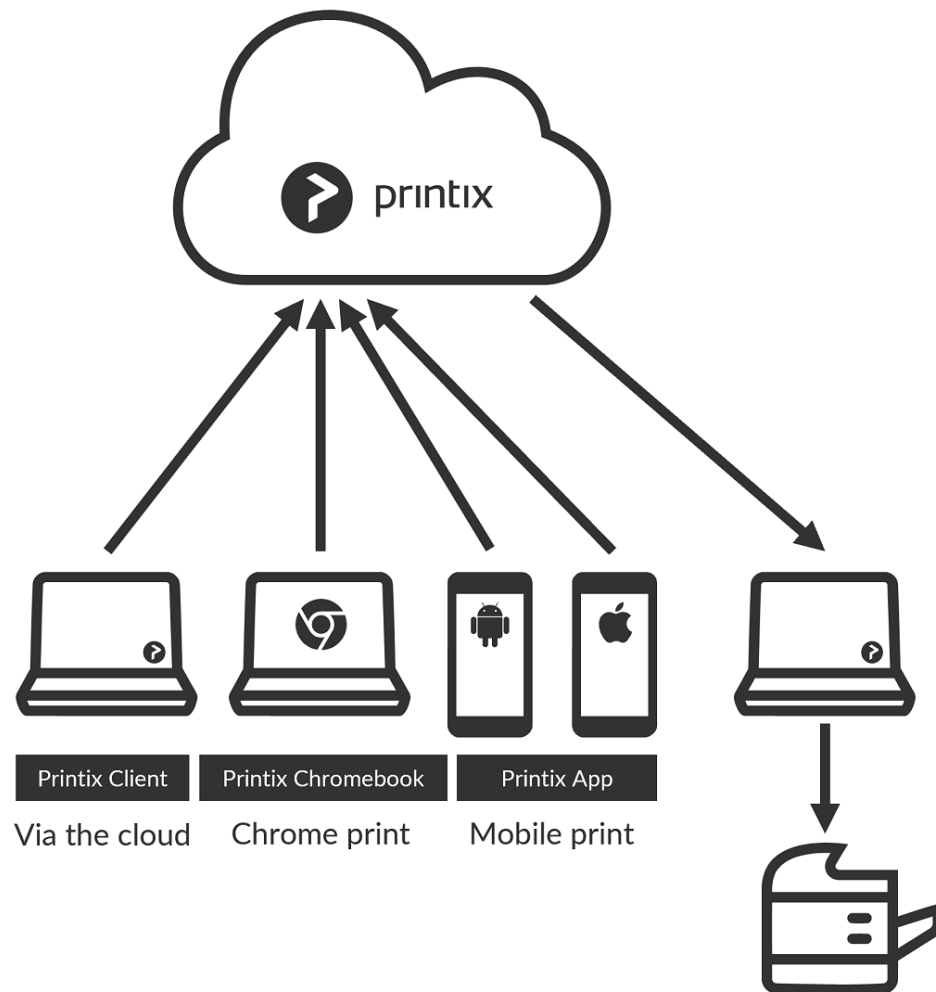 printix
Printix Client
Printix Chromebook
Printix App
Via the cloud
Chrome print
Mobile print